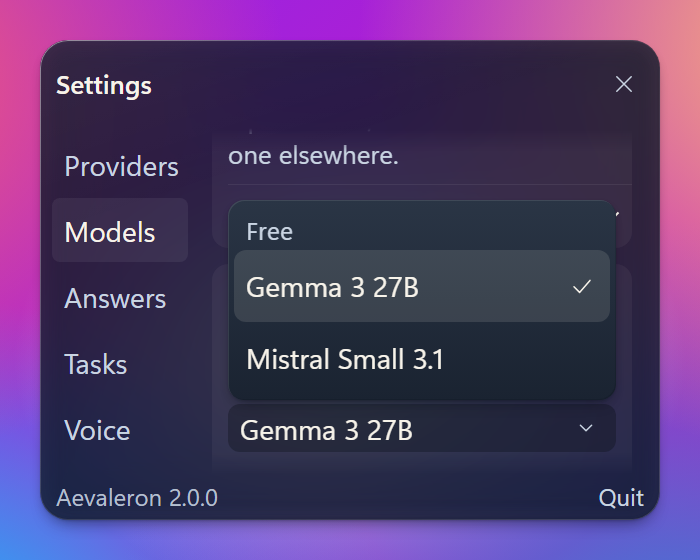 Settings
Providers
Models
Answers
Tasks
Voice
one elsewhere.
Free
Gemma 3 27B
Mistral Small 3.1
Gemma 3 27B
Aevaleron 2.0.0
Quit